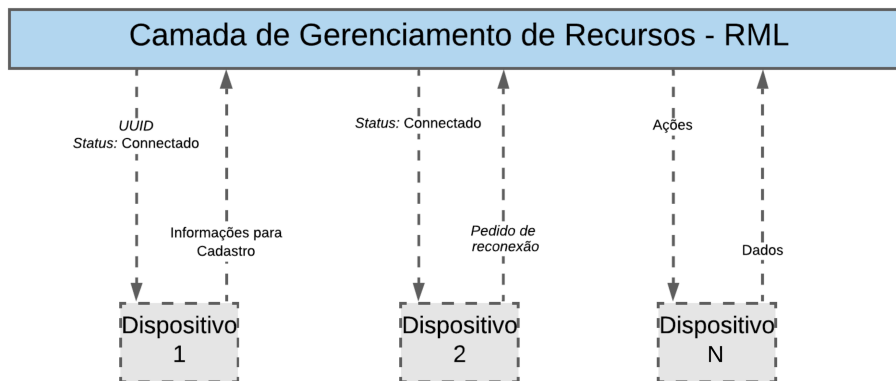 Camada de Gerenciamento de Recursos - RML
UUID
Status: Connectado
Informações para
Cadastro
Status: Connectado
Pedido de
reconexão
Ações
Dados
Dispositivo
1
Dispositivo
2
Dispositivo
N